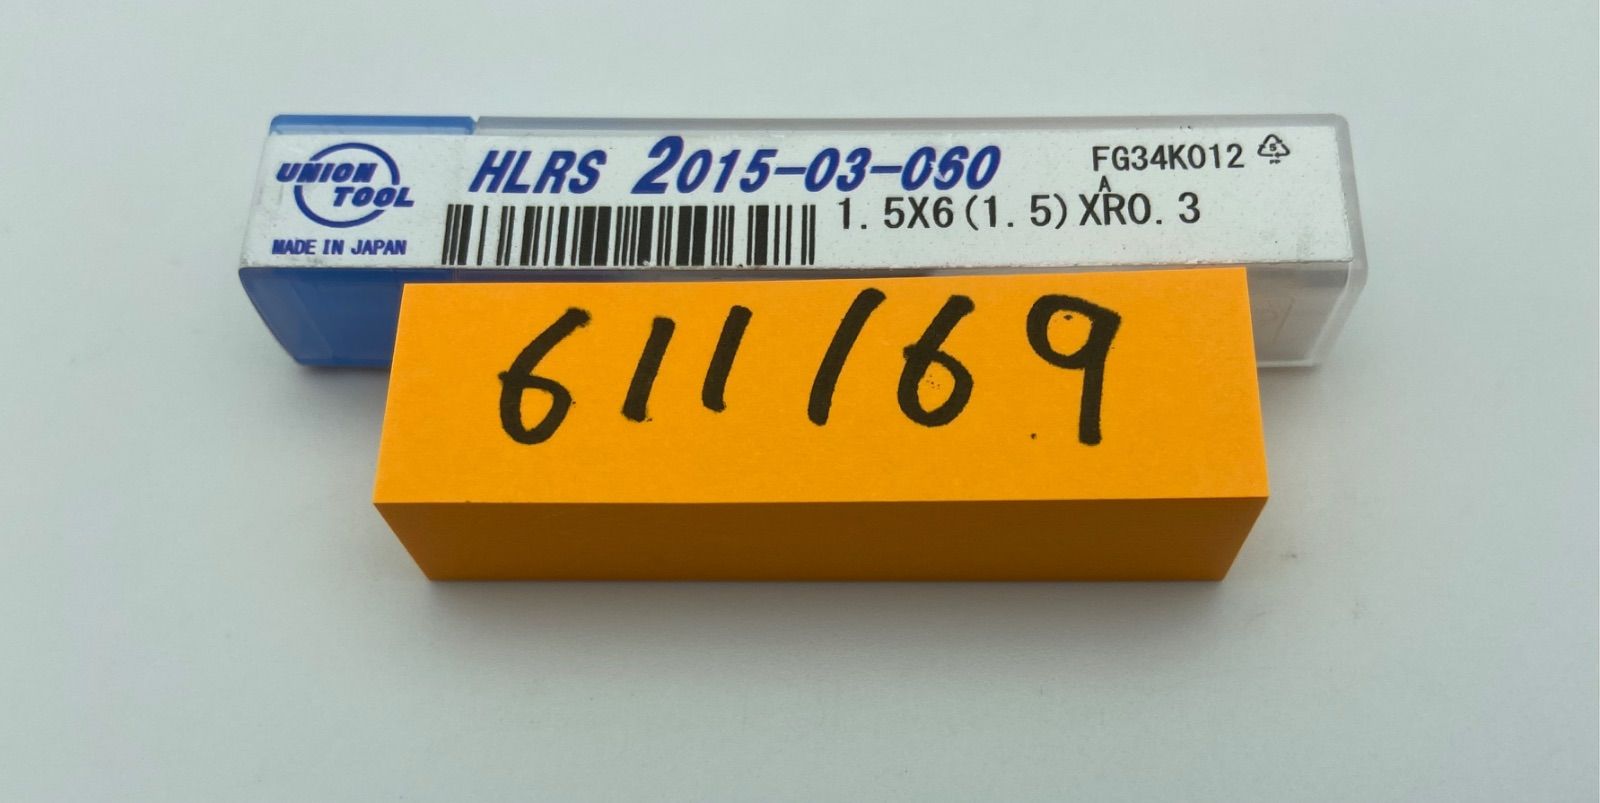 UNION
TOOL
MADE IN JAPAN
HLRS 2015-03-060
FG34K012
A
1.5X6(1.5)XR0.3
611169